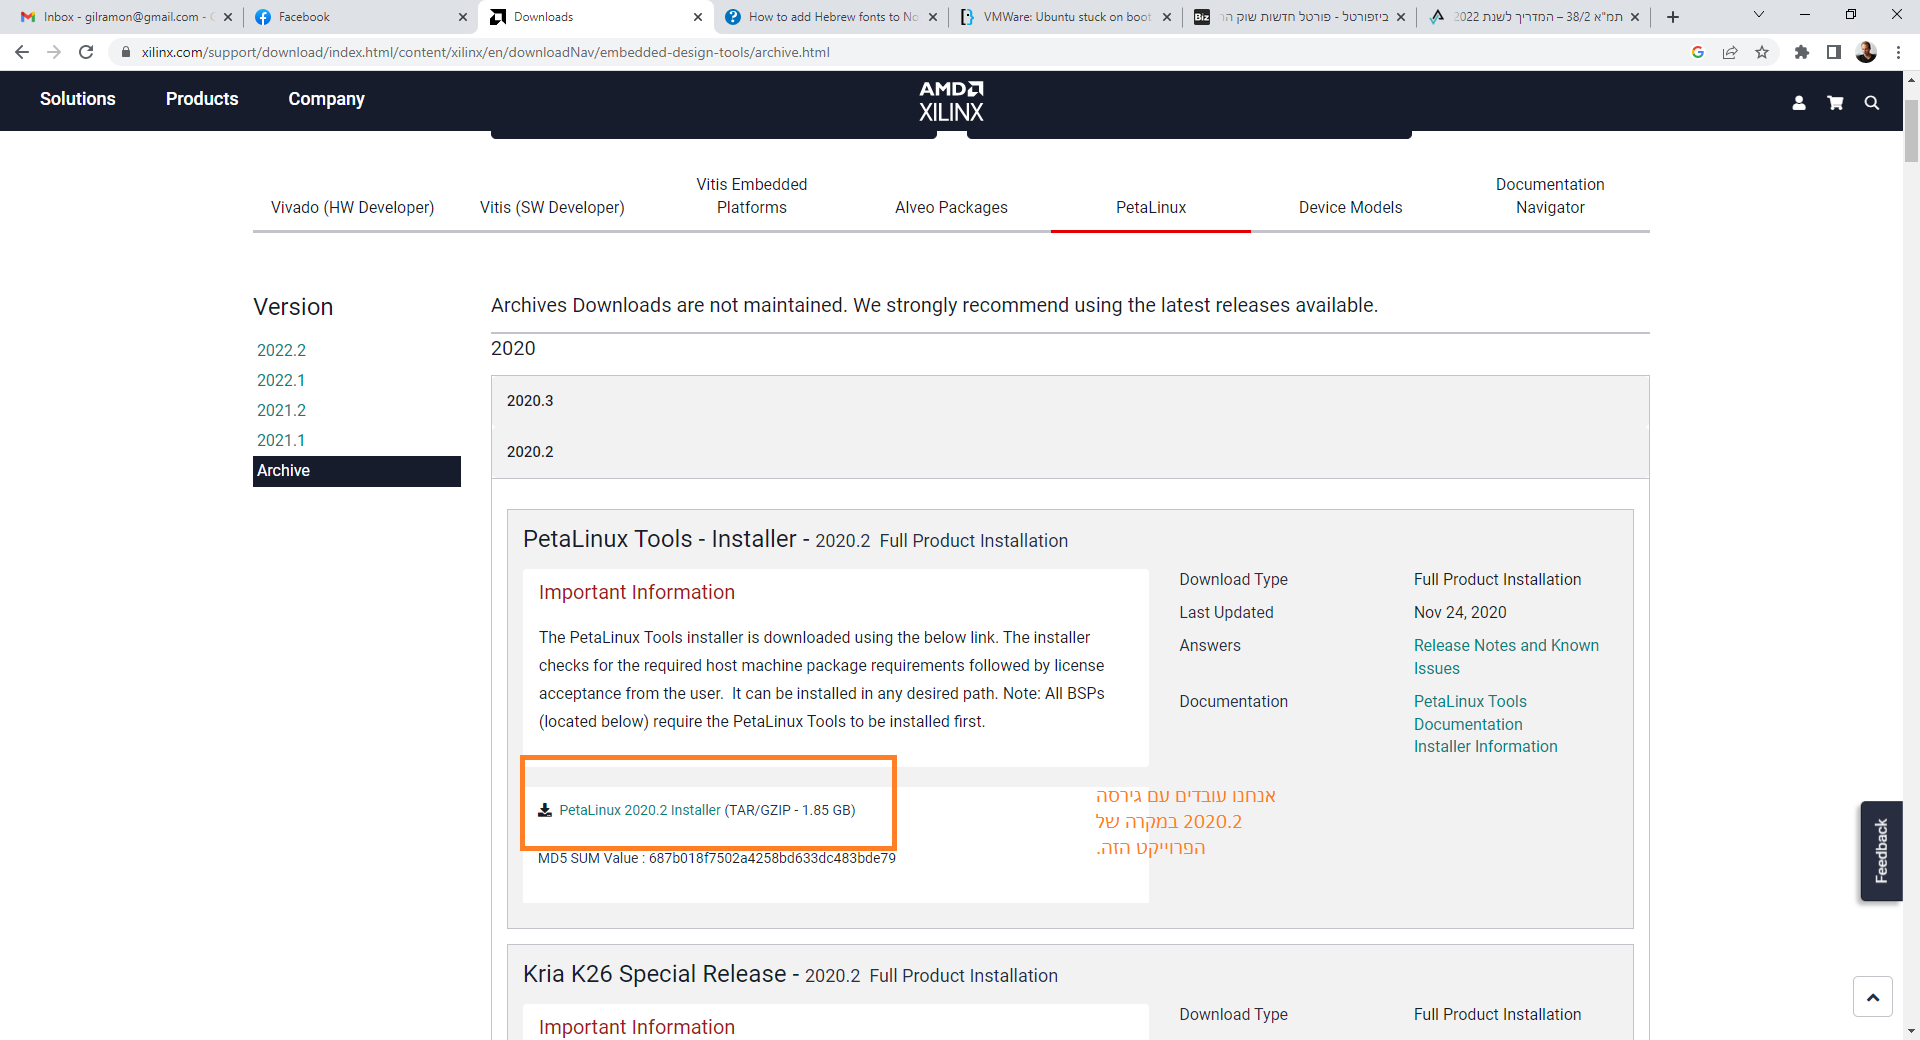 Inbox - gilramon@gmail.com - G
Facebook
Downloads
How to add Hebrew fonts to No
VMWare: Ubuntu stuck on boot
ביזפורטל - פורטל חדשות שוק הו
תמ"א 38/2 – המדריך לשנת 2022
xilinx.com/support/download/index.html/content/xilinx/en/downloadNav/embedded-design-tools/archive.html
Solutions
Products
Company
AMD
XILINX
Vivado (HW Developer)
Vitis (SW Developer)
Vitis Embedded
Platforms
Alveo Packages
PetaLinux
Device Models
Documentation
Navigator
Version
2022.2
2022.1
2021.2
2021.1
Archive
Archives Downloads are not maintained. We strongly recommend using the latest releases available.
2020
2020.3
2020.2
PetaLinux Tools - Installer - 2020.2 Full Product Installation
Important Information
The PetaLinux Tools installer is downloaded using the below link. The installer
checks for the required host machine package requirements followed by license
acceptance from the user. It can be installed in any desired path. Note: All BSPs
(located below) require the PetaLinux Tools to be installed first.
Download Type
Full Product Installation
Last Updated
Nov 24, 2020
Answers
Release Notes and Known
Issues
Documentation
PetaLinux Tools
Documentation
Installer Information
PetaLinux 2020.2 Installer (TAR/GZIP - 1.85 GB)
MD5 SUM Value : 687b018f7502a4258bd633dc483bde79
אנחנו עובדים עם גירסה
2020.2 במקרה של
הפרוייקט הזה.
Feedback
Kria K26 Special Release - 2020.2 Full Product Installation
Important Information
Download Type
Full Product Installation